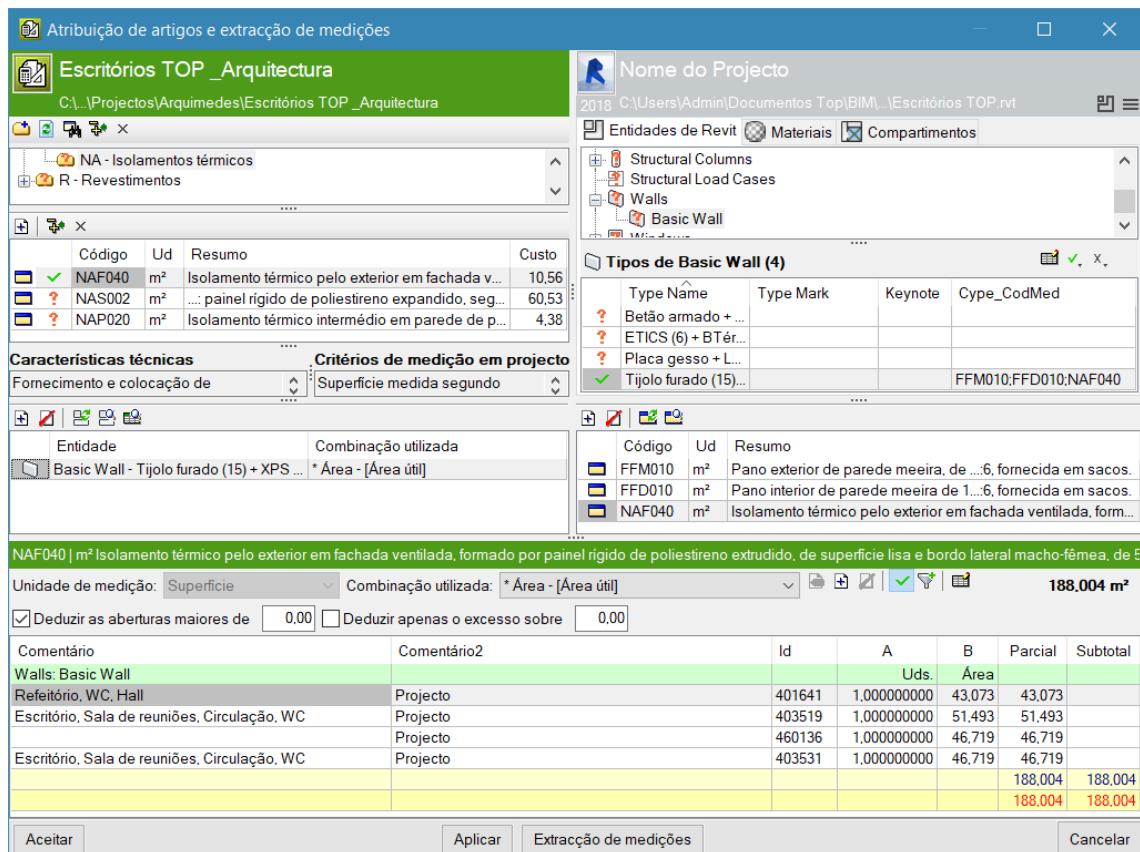 Atribuição de artigos e extracção de medições
Escritórios TOP _Arquitectura
C:\...\Projectos\Arquimedes\Escritórios TOP _Arquitectura
NA - Isolamentos térmicos
R - Revestimentos
Código Ud Resumo Custo
NAF040 m² Isolamento térmico pelo exterior em fachada v... 10,56
NAS002 m² ...: painel rígido de poliestireno expandido, seg... 60,53
NAP020 m² Isolamento térmico intermédio em parede de p... 4,38
Características técnicas
Critérios de medição em projecto
Fornecimento e colocação de
Superfície medida segundo
Entidade Combinação utilizada
Basic Wall - Tijolo furado (15) + XPS ... * Área - [Área útil]
Nome do Projecto
2018 C:\Users\Admin\Documentos Top\BIM\...\Escritórios TOP.rvt
Entidades de Revit Materiais Compartimentos
Structural Columns
Structural Load Cases
Walls
Basic Wall
Windows
Tipos de Basic Wall (4)
Type Name Type Mark Keynote Cype_CodMed
Betão armado + ...
ETICS (6) + BTér...
Placa gesso + L...
Tijolo furado (15)... FFM010;FFD010;NAF040
Código Ud Resumo
FFM010 m² Pano exterior de parede meeira, de ...:6, fornecida em sacos.
FFD010 m² Pano interior de parede meeira de 1...:6, fornecida em sacos.
NAF040 m² Isolamento térmico pelo exterior em fachada ventilada, form...
NAF040 | m² Isolamento térmico pelo exterior em fachada ventilada, formado por painel rígido de poliestireno extrudido, de superfície lisa e bordo lateral macho-fêmea, de 5
Unidade de medição: Superfície Combinação utilizada: * Área - [Área útil] 188,004 m²
Deduzir as aberturas maiores de 0,00 Deduzir apenas o excesso sobre 0,00
Comentário Comentário2 Id A B Parcial Subtotal
Walls: Basic Wall Uds. Área
Refeitório, WC, Hall Projecto 401641 1,000000000 43,073 43,073
Escritório, Sala de reuniões, Circulação, WC Projecto 403519 1,000000000 51,493 51,493
Projecto 460136 1,000000000 46,719 46,719
Escritório, Sala de reuniões, Circulação, WC Projecto 403531 1,000000000 46,719 46,719
188,004 188,004
188,004 188,004
Aceitar Aplicar Extracção de medições Cancelar